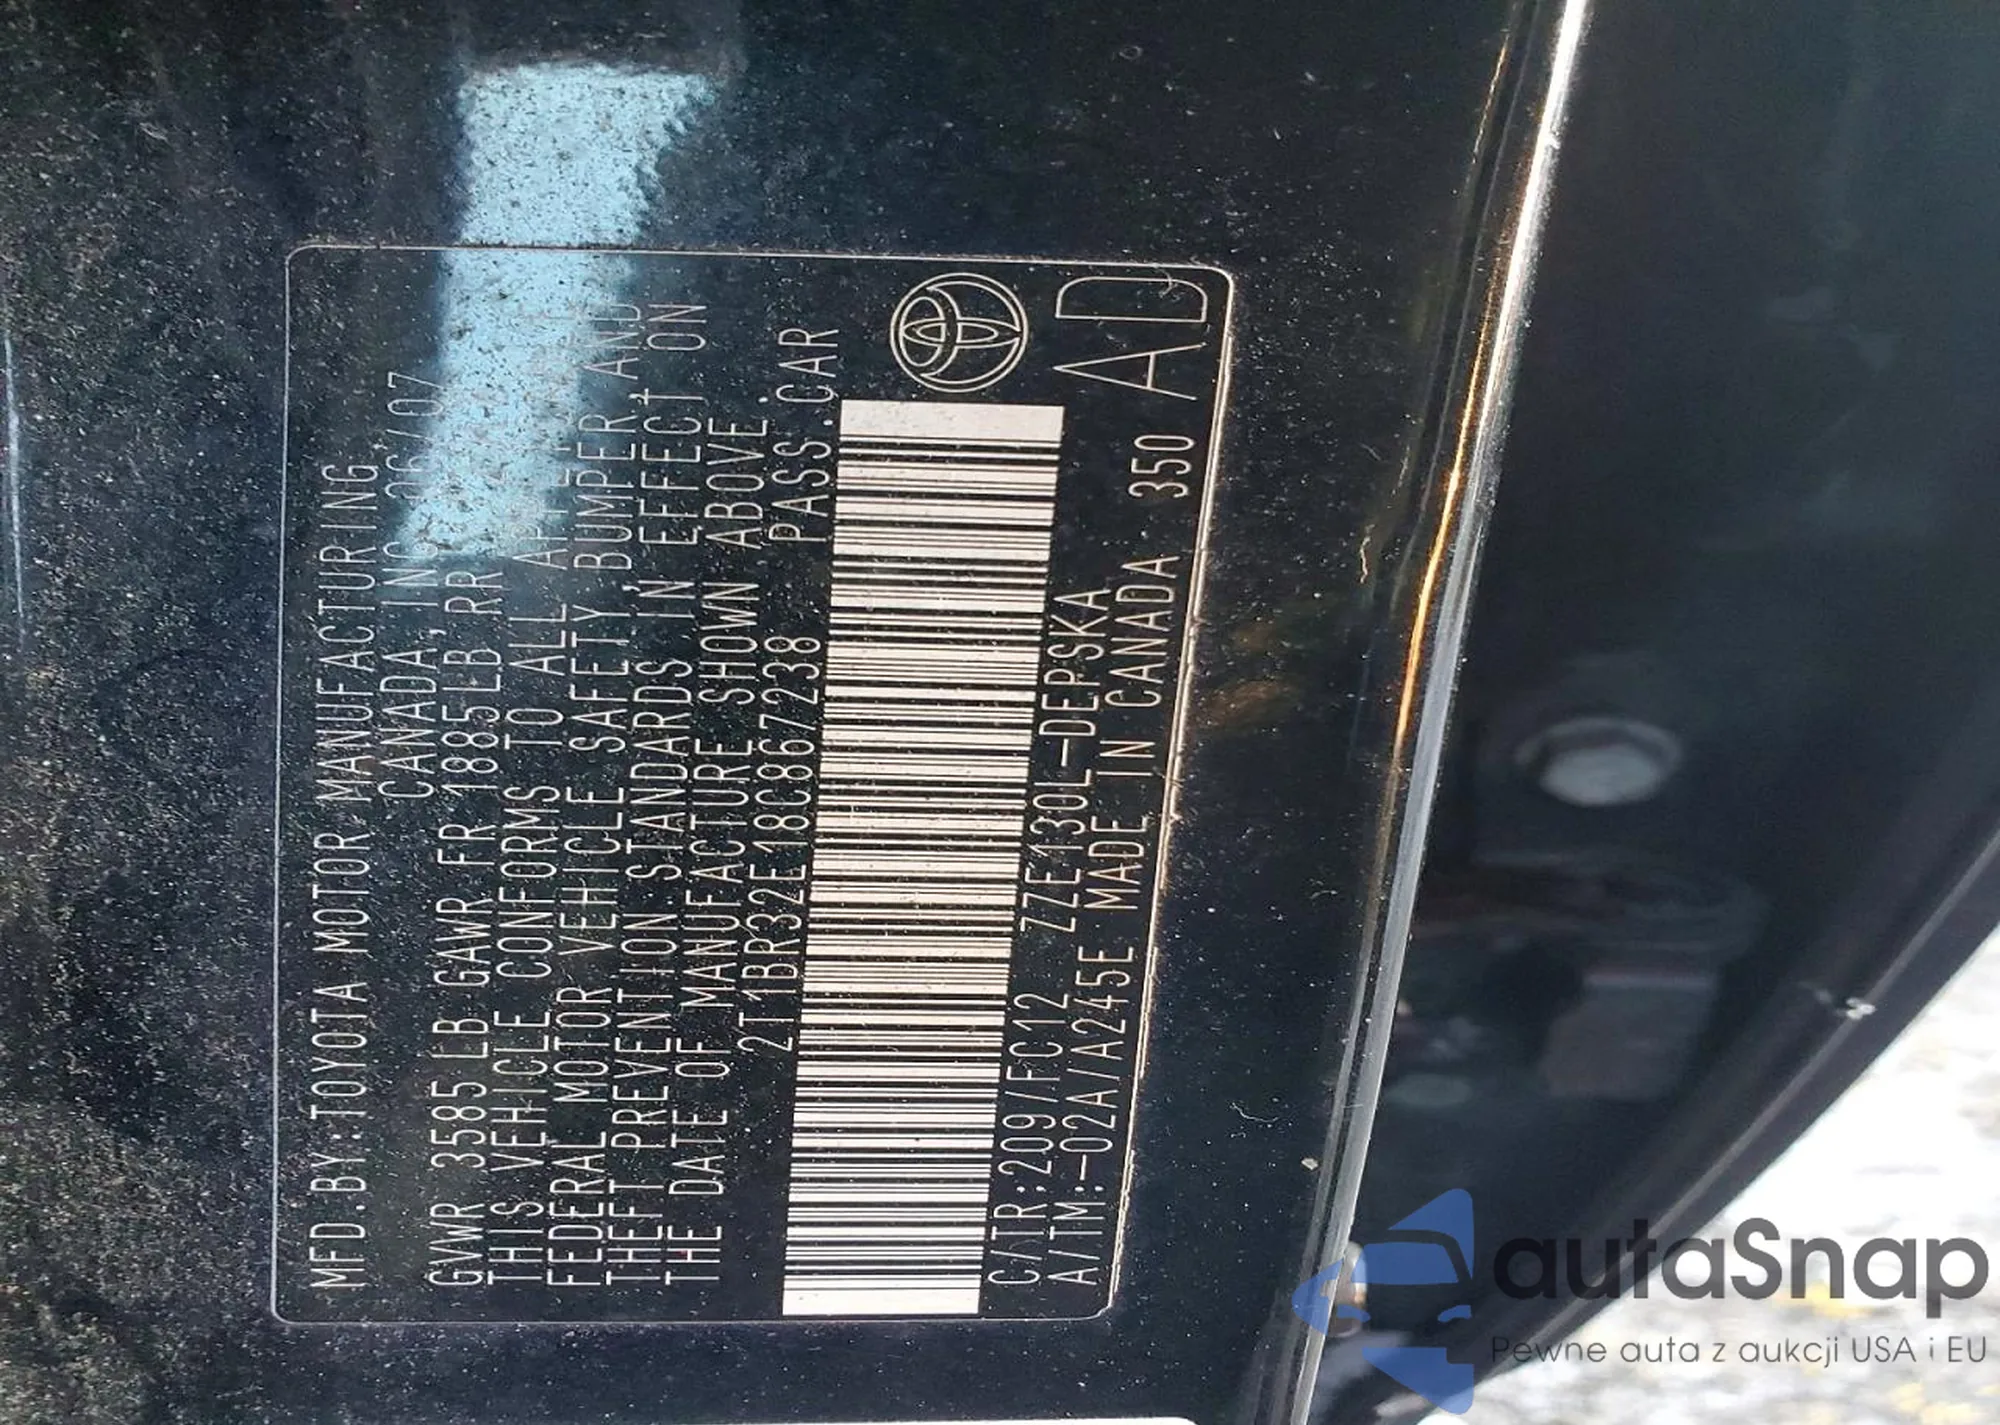 MFD.BY:TOYOTA MOTOR MANUFACTURING
CANADA, INC. 06/07
GVWR 3585 LB GAWR FR 1885LB RR
THIS VEHICLE CONFORMS TO ALL
FEDERAL MOTOR VEHICLE SAFETY, BUMPER AND
THEFT PREVENTION STANDARDS IN EFFECT ON
THE DATE OF MANUFACTURE SHOWN ABOVE.
2T1BR32E18C867238 PASS.CAR
C/TR:209/FC12 ZZE130L-DEPSKA
A/TM:-02A/A245E MADE IN CANADA 350 AD
autaSnap
Pewne auta z aukcji USA i EU